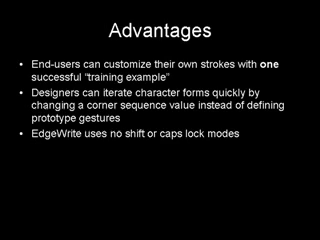 Advantages
• End-users can customize their own strokes with one
successful “training example”
• Designers can iterate character forms quickly by
changing a corner sequence value instead of defining
prototype gestures
• EdgeWrite uses no shift or caps lock modes